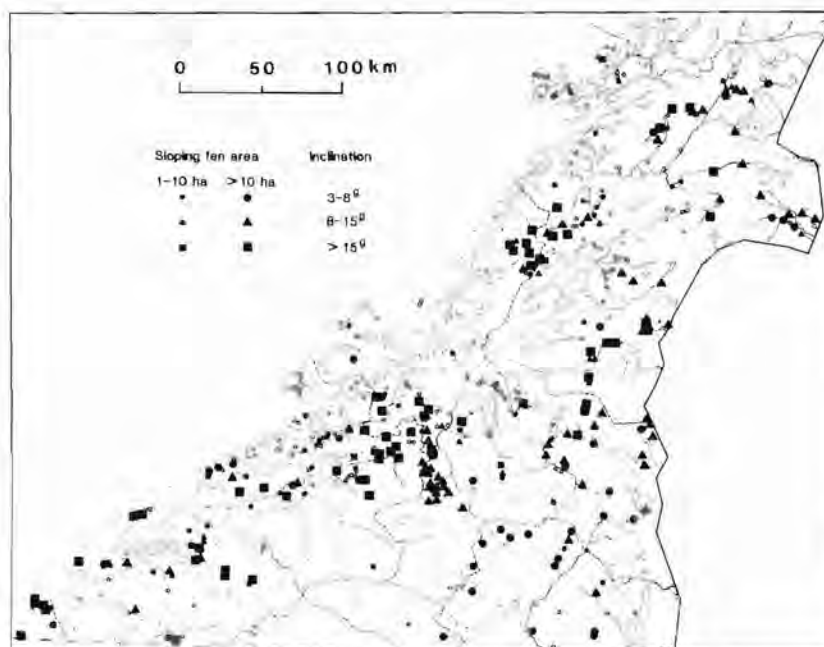 0 50 100 km
Sloping fen area Inclination
1-10 ha >10 ha
3-8g
8-15g
>15g